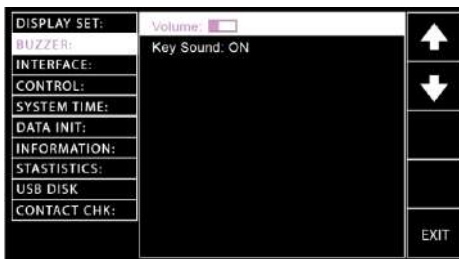 DISPLAY SET:
BUZZER:
INTERFACE:
CONTROL:
SYSTEM TIME:
DATA INIT:
INFORMATION:
STASTISTICS:
USB DISK
CONTACT CHK:
Volume:
Key Sound: ON
EXIT